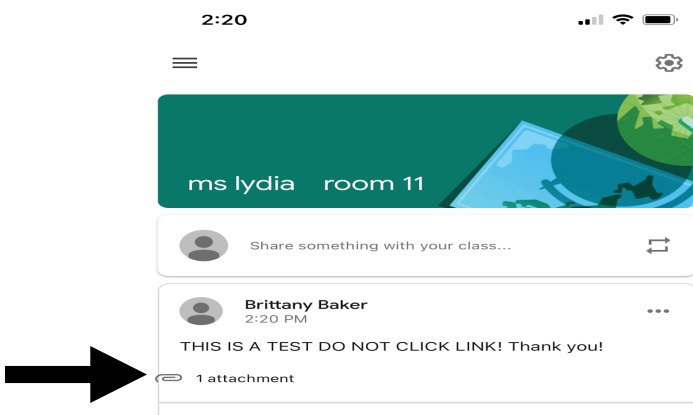 2:20
ms lydia room 11
Share something with your class...
Brittany Baker
2:20 PM
THIS IS A TEST DO NOT CLICK LINK! Thank you!
1 attachment